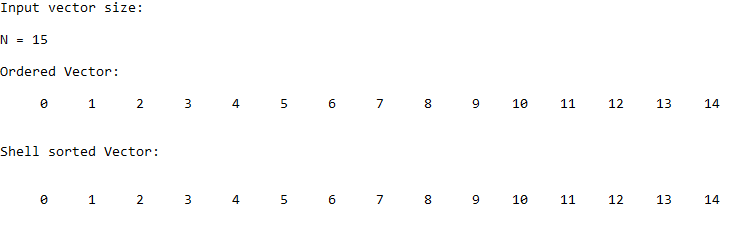 Input vector size:
N = 15
Ordered Vector:
0 1 2 3 4 5 6 7 8 9 10 11 12 13 14
Shell sorted Vector:
0 1 2 3 4 5 6 7 8 9 10 11 12 13 14